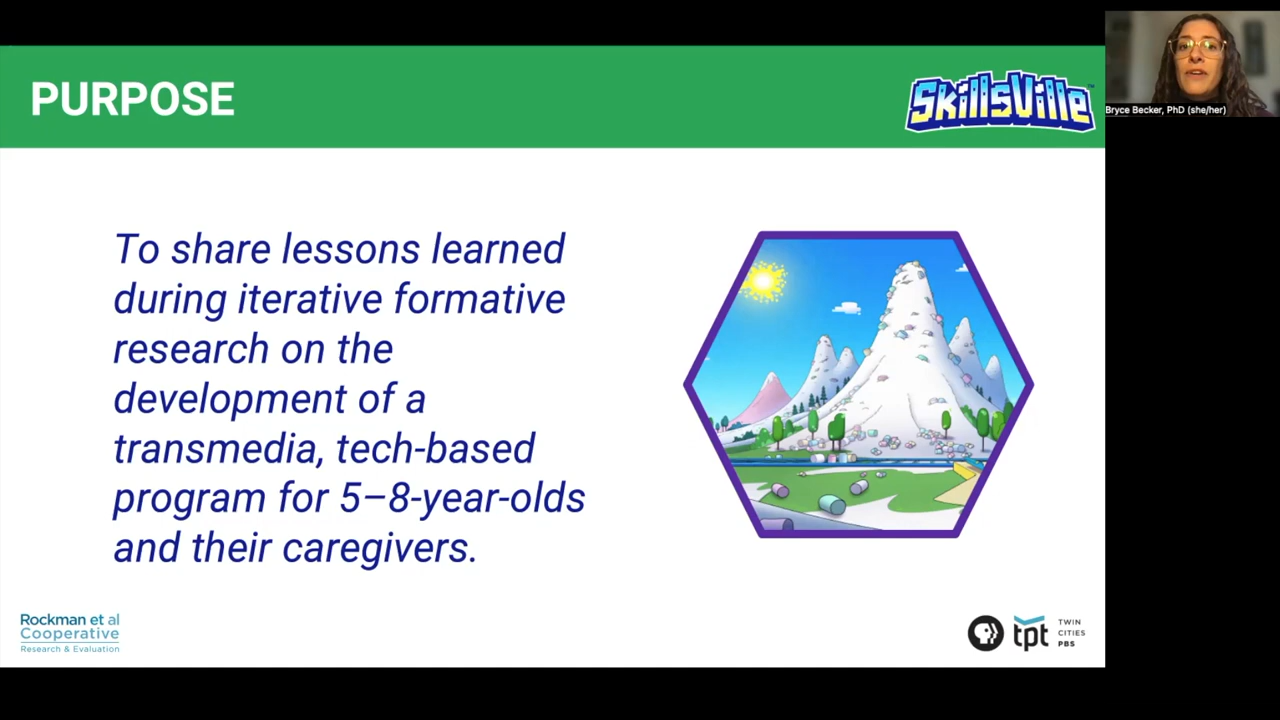 PURPOSE
SkillsVille™
Bryce Becker, PhD (she/her)
To share lessons learned
during iterative formative
research on the
development of a
transmedia, tech-based
program for 5–8-year-olds
and their caregivers.
Rockman et al
Cooperative
Research & Evaluation
tpt
TWIN
CITIES
PBS